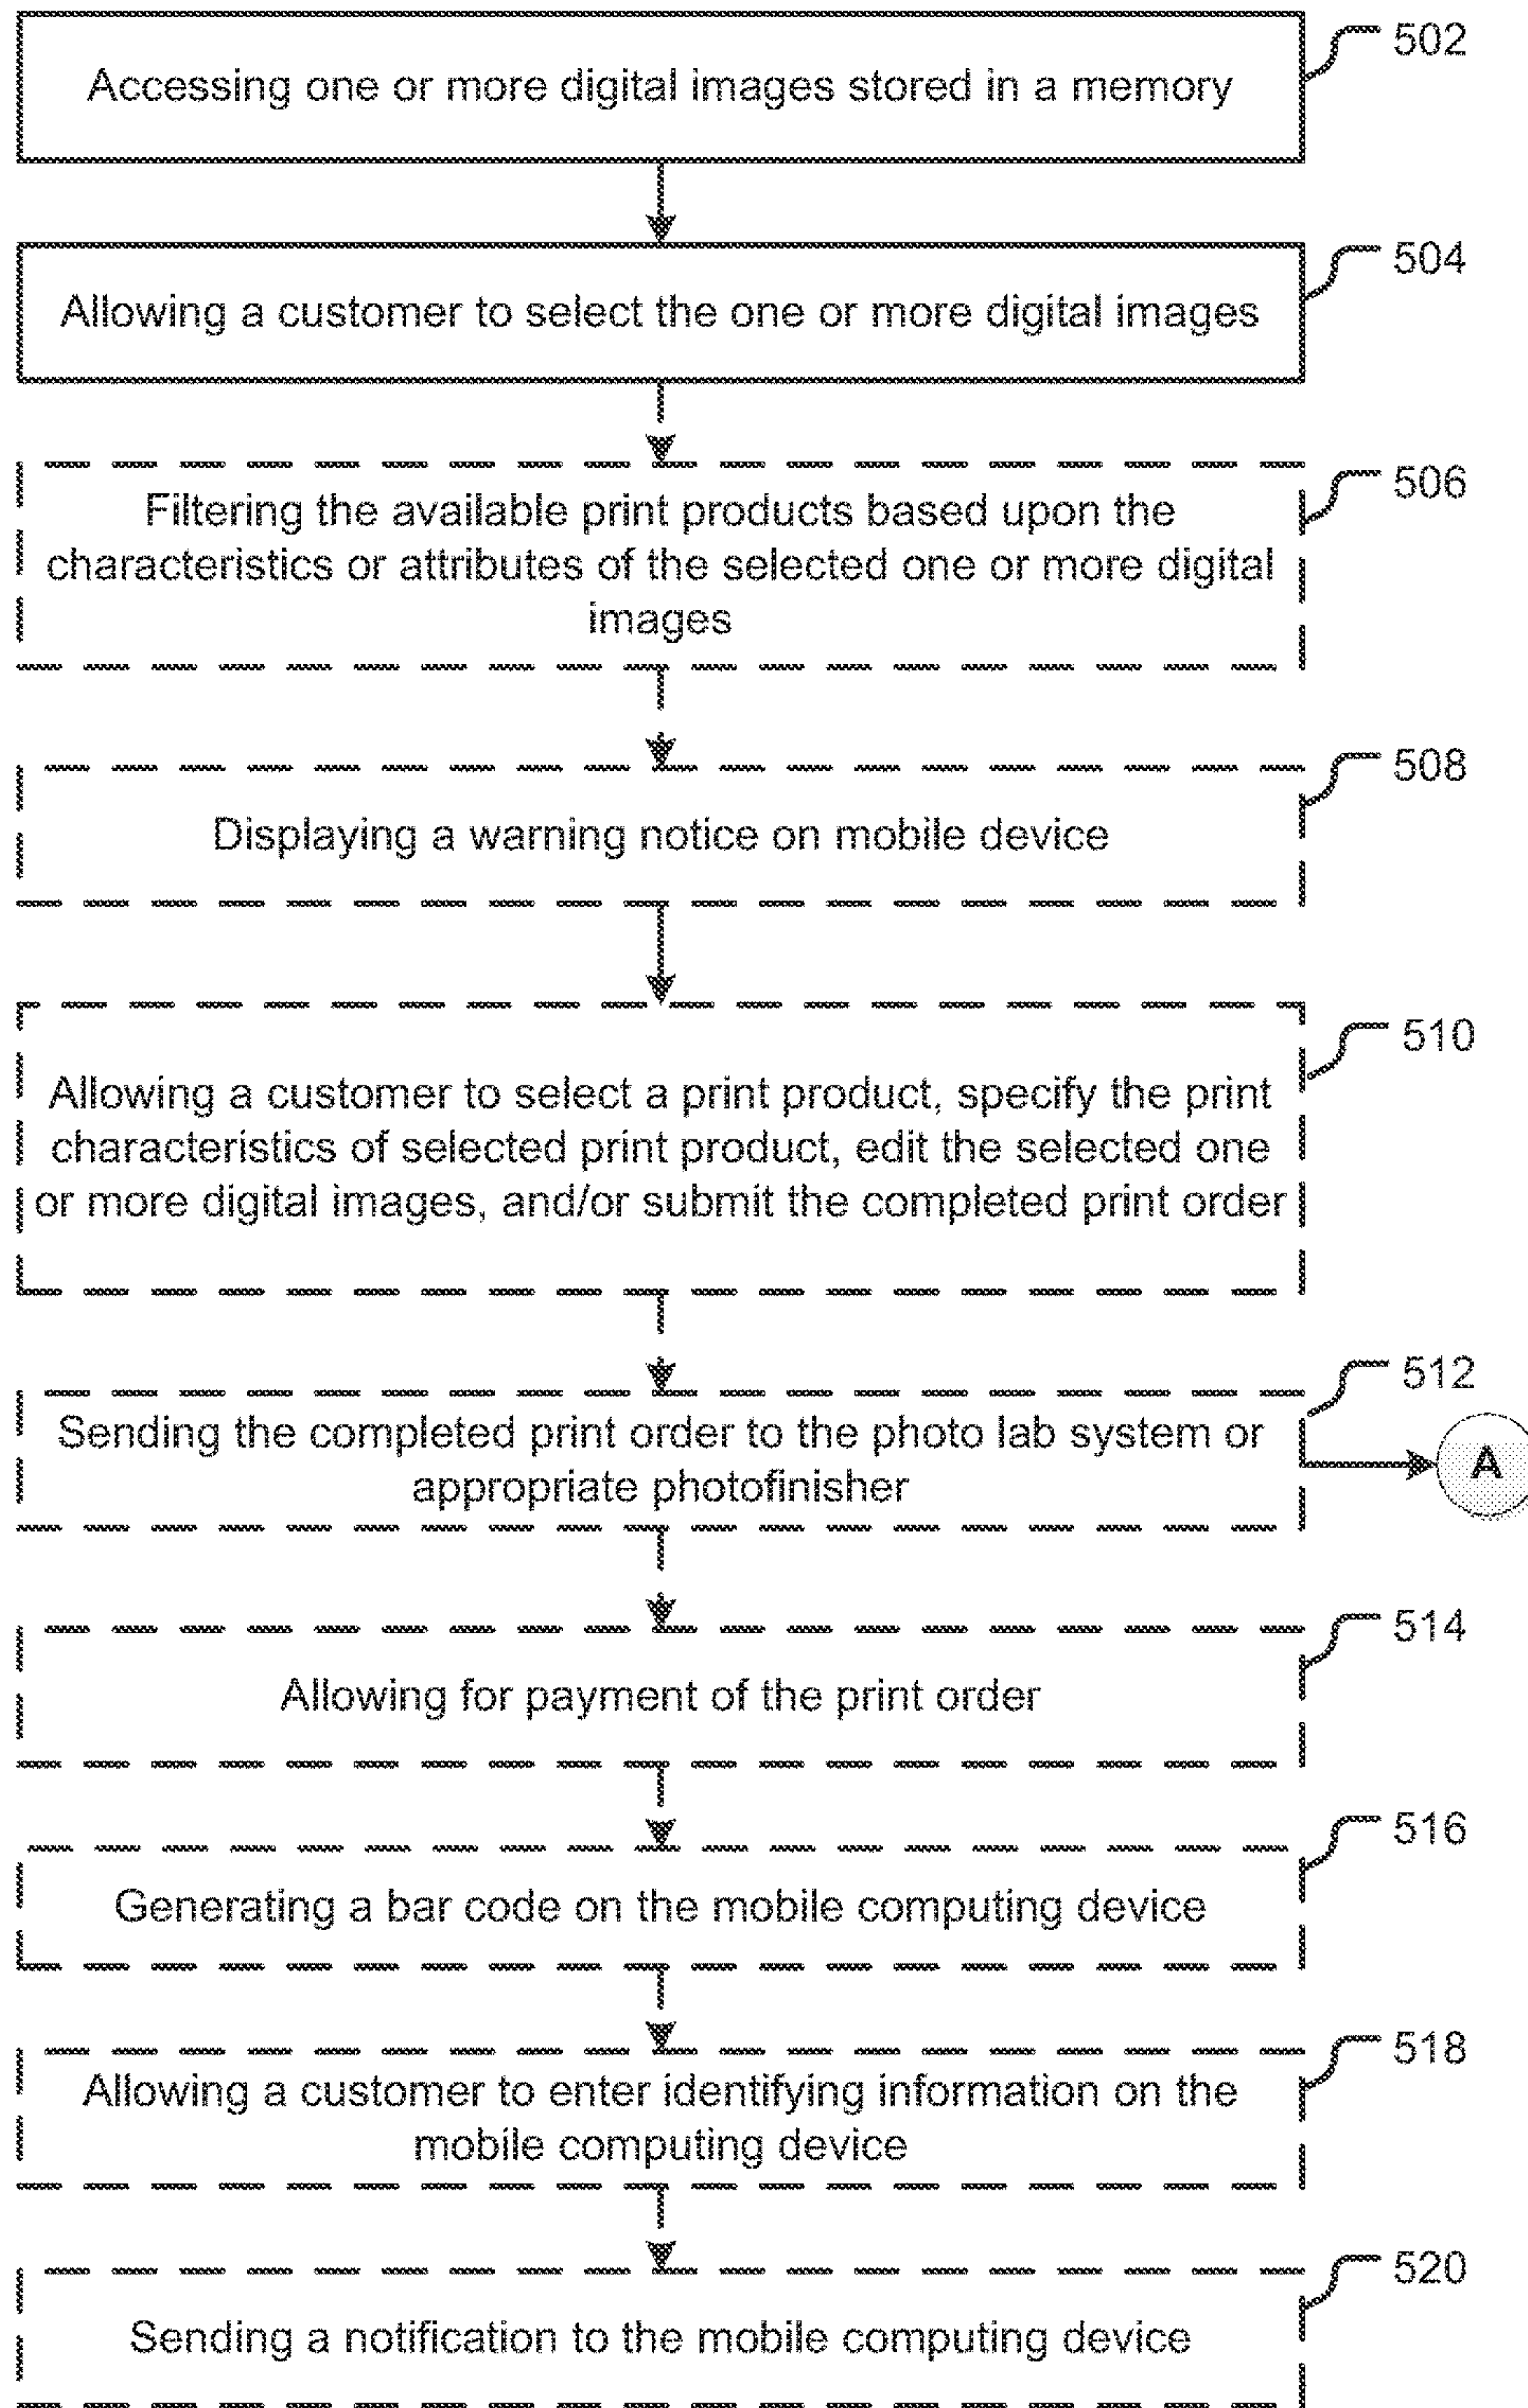 502
Accessing one or more digital images stored in a memory
504
Allowing a customer to select the one or more digital images
506
Filtering the available print products based upon the
characteristics or attributes of the selected one or more digital
images
508
Displaying a warning notice on mobile device
510
Allowing a customer to select a print product, specify the print
characteristics of selected print product, edit the selected one
or more digital images, and/or submit the completed print order
512
Sending the completed print order to the photo lab system or
appropriate photofinisher
A
514
Allowing for payment of the print order
516
Generating a bar code on the mobile computing device
518
Allowing a customer to enter identifying information on the
mobile computing device
520
Sending a notification to the mobile computing device